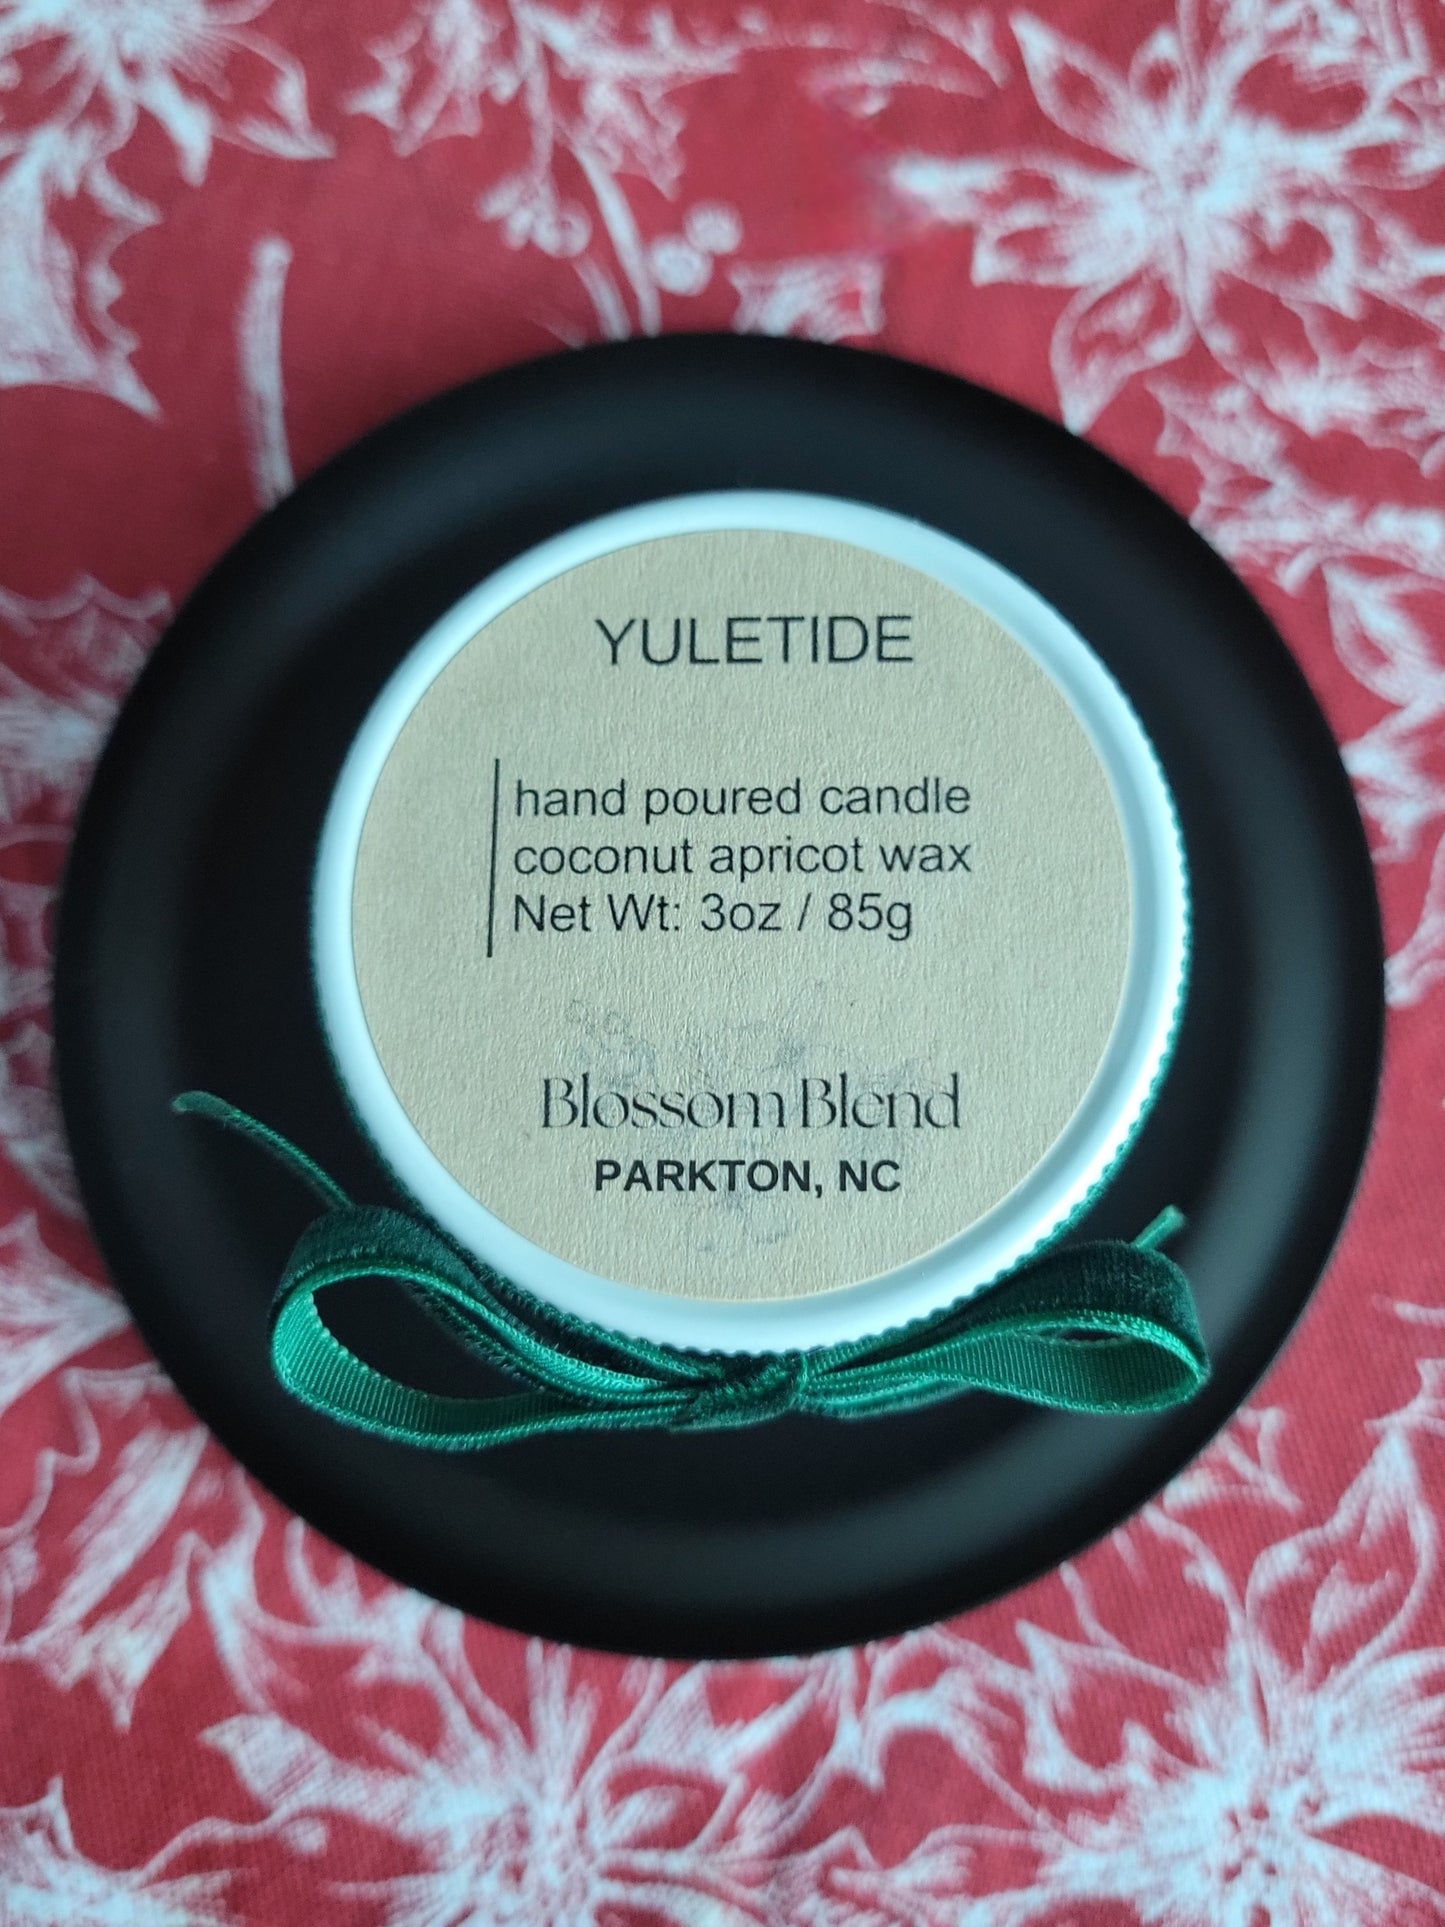 YULETIDE
hand poured candle
coconut apricot wax
Net Wt: 3oz / 85g
Blossom Blend
PARKTON, NC